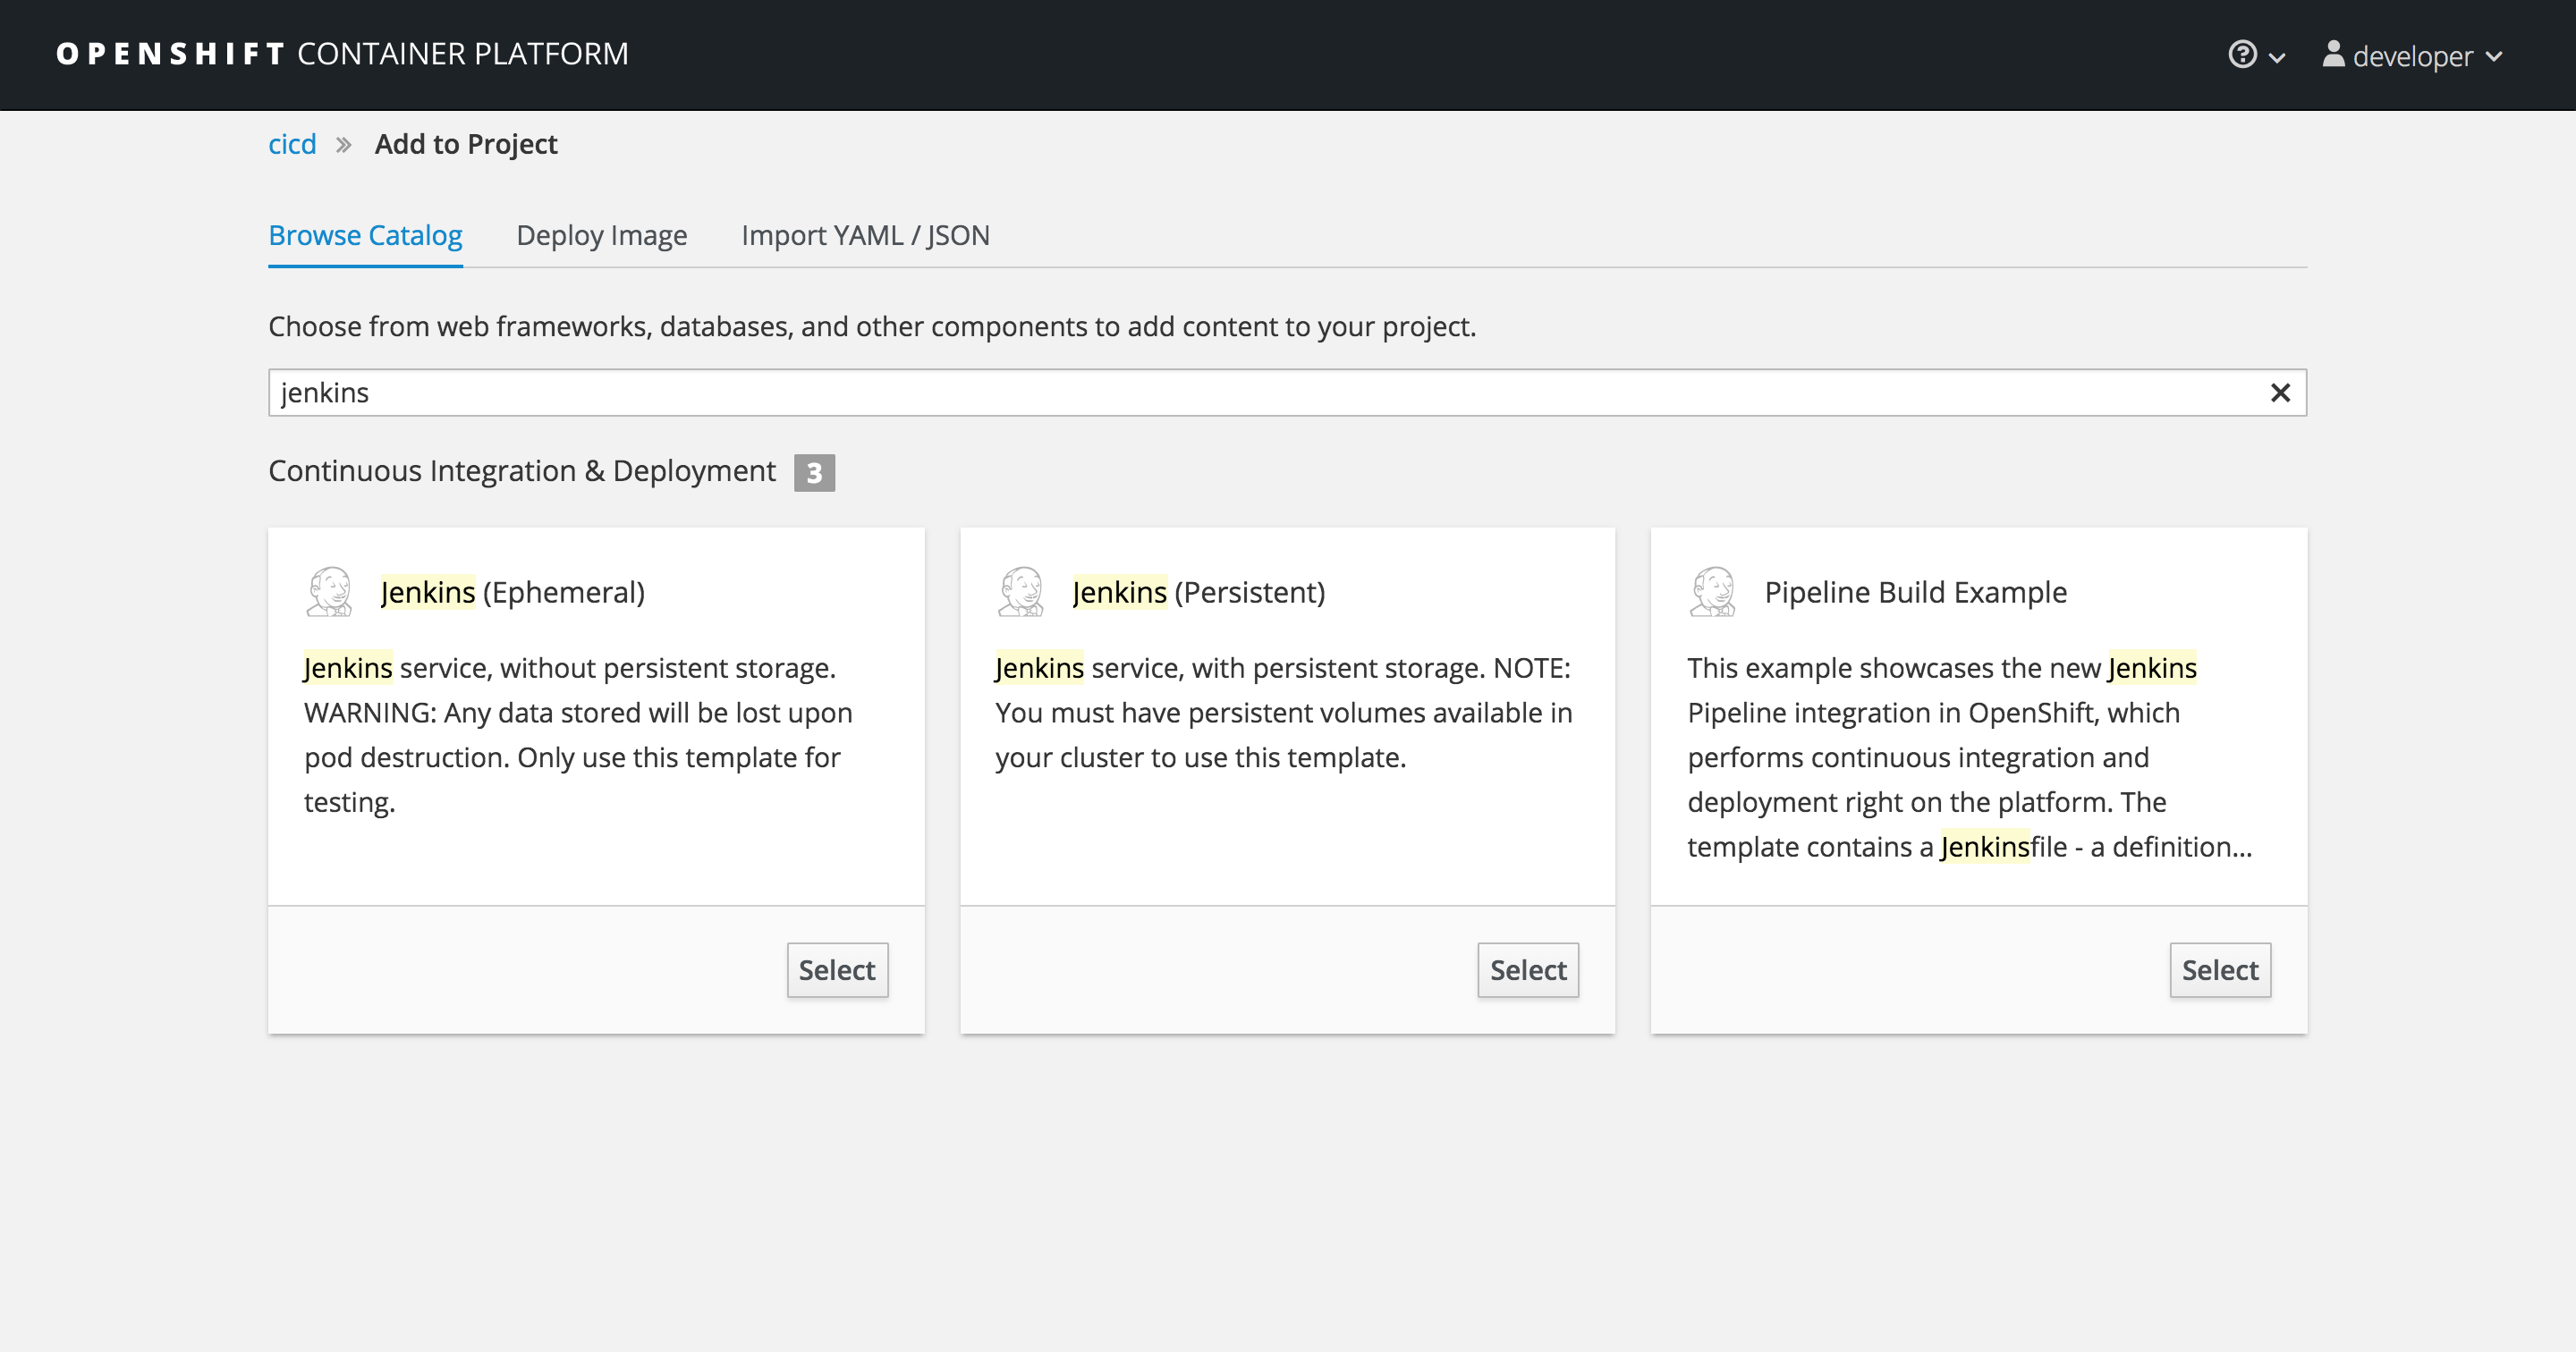 OPENSHIFT CONTAINER PLATFORM
developer
cicd » Add to Project
Browse Catalog Deploy Image Import YAML / JSON
Choose from web frameworks, databases, and other components to add content to your project.
jenkins
Continuous Integration & Deployment 3
Jenkins (Ephemeral)
Jenkins service, without persistent storage.
WARNING: Any data stored will be lost upon
pod destruction. Only use this template for
testing.
Select
Jenkins (Persistent)
Jenkins service, with persistent storage. NOTE:
You must have persistent volumes available in
your cluster to use this template.
Select
Pipeline Build Example
This example showcases the new Jenkins
Pipeline integration in OpenShift, which
performs continuous integration and
deployment right on the platform. The
template contains a Jenkinsfile - a definition...
Select